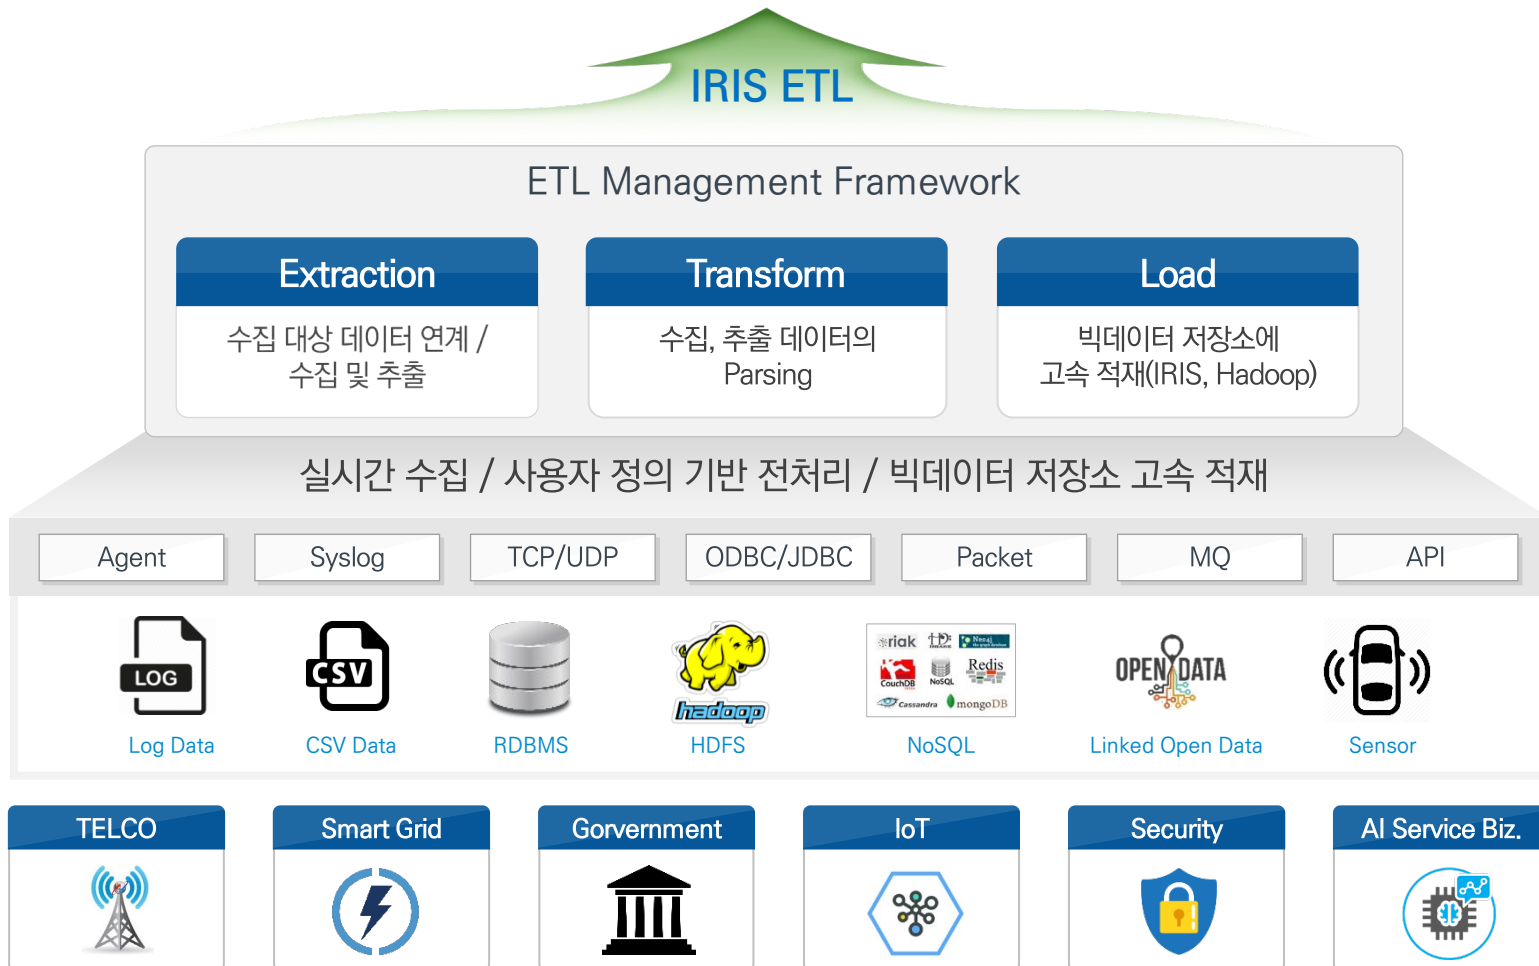 IRIS ETL
ETL Management Framework
Extraction
수집 대상 데이터 연계 /
수집 및 추출
Transform
수집, 추출 데이터의
Parsing
Load
빅데이터 저장소에
고속 적재(IRIS, Hadoop)
실시간 수집 / 사용자 정의 기반 전처리 / 빅데이터 저장소 고속 적재
Agent
Syslog
TCP/UDP
ODBC/JDBC
Packet
MQ
API
LOG
Log Data
CSV
CSV Data
RDBMS
hadoop
HDFS
riak
Neo4j
the graph database
CouchDB
NoSQL
Redis
Cassandra
mongoDB
NoSQL
OPEN DATA
Linked Open Data
Sensor
TELCO
Smart Grid
Gorvernment
IoT
Security
AI Service Biz.